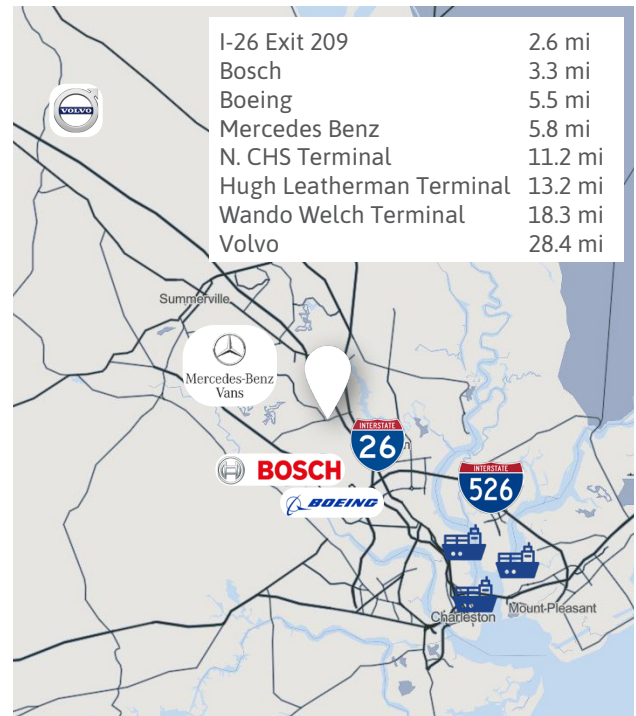 I-26 Exit 209 2.6 mi
Bosch 3.3 mi
Boeing 5.5 mi
Mercedes Benz 5.8 mi
N. CHS Terminal 11.2 mi
Hugh Leatherman Terminal 13.2 mi
Wando Welch Terminal 18.3 mi
Volvo 28.4 mi
VOLVO
Summerville
Mercedes-Benz
Vans
INTERSTATE
26
BOSCH
INTERSTATE
526
BOEING
Charleston
Mount Pleasant